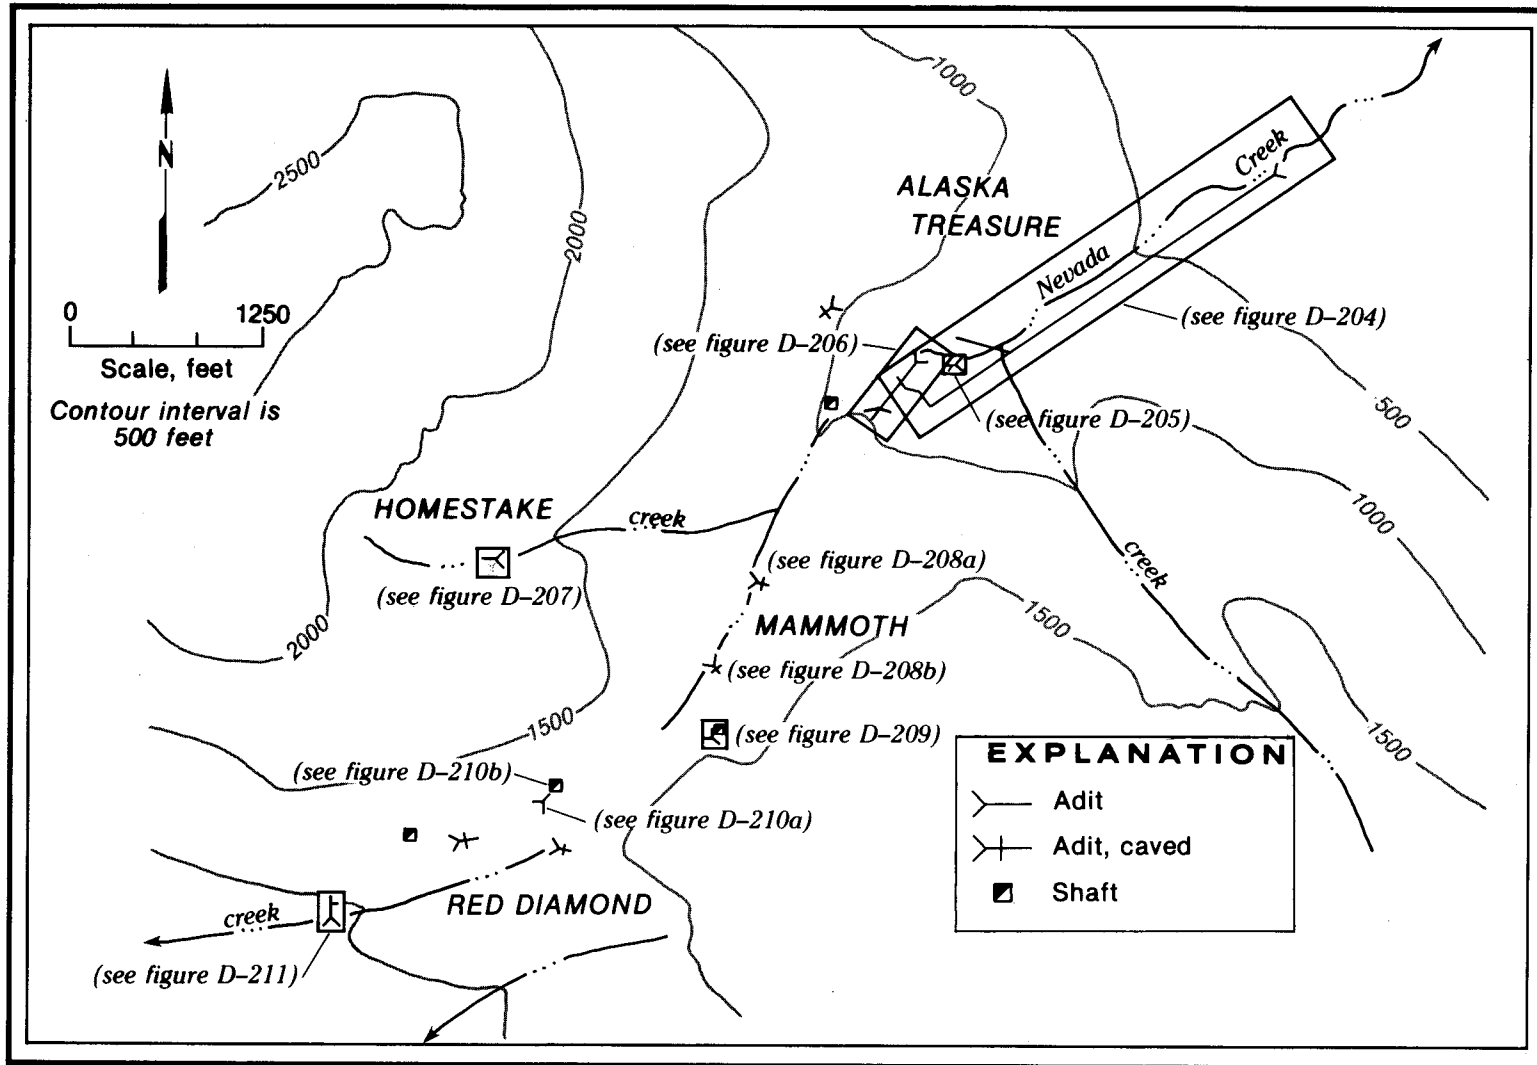 1000
N
2500
ALASKA
TREASURE
Creek
2000
Nevada
0 1250
Scale, feet
Contour interval is
500 feet
(see figure D–204)
(see figure D–206)
(see figure D–205)
500
1000
HOMESTAKE
creek
creek
(see figure D–207)
(see figure D–208a)
2000
MAMMOTH
1500
(see figure D–208b)
1500
(see figure D–209)
1500
(see figure D–210b)
(see figure D–210a)
RED DIAMOND
creek
(see figure D–211)
EXPLANATION
Adit
Adit, caved
Shaft